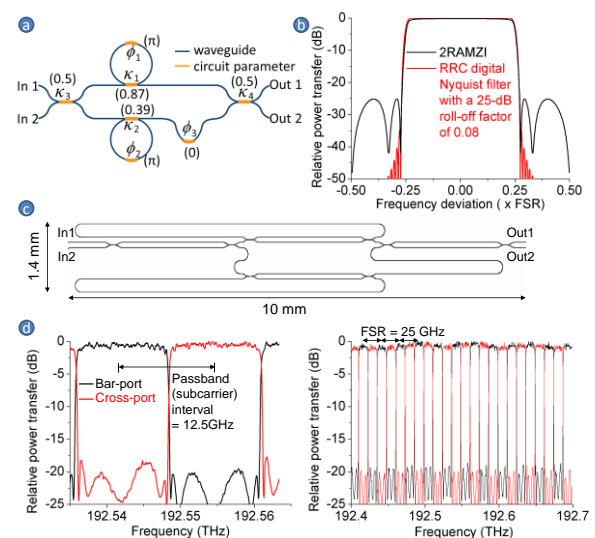 a
ϕ1
(π)
κ1
(0.87)
waveguide
circuit parameter
In 1
(0.5)
κ3
In 2
(0.39)
κ2
ϕ2
(π)
ϕ3
(0)
(0.5)
κ4
Out 1
Out 2
b
Relative power transfer (dB)
0
-10
-20
-30
-40
-50
2RAMZI
RRC digital
Nyquist filter
with a 25-dB
roll-off factor
of 0.08
-0.50 -0.25 0.00 0.25 0.50
Frequency deviation ( x FSR)
c
1.4 mm
In1
In2
Out1
Out2
10 mm
d
Relative power transfer (dB)
0
-5
-10
-15
-20
-25
Bar-port
Cross-port
Passband
(subcarrier)
interval
= 12.5GHz
192.54 192.55 192.56
Frequency (THz)
Relative power transfer (dB)
0
-5
-10
-15
-20
-25
FSR = 25 GHz
192.4 192.5 192.6 192.7
Frequency (THz)